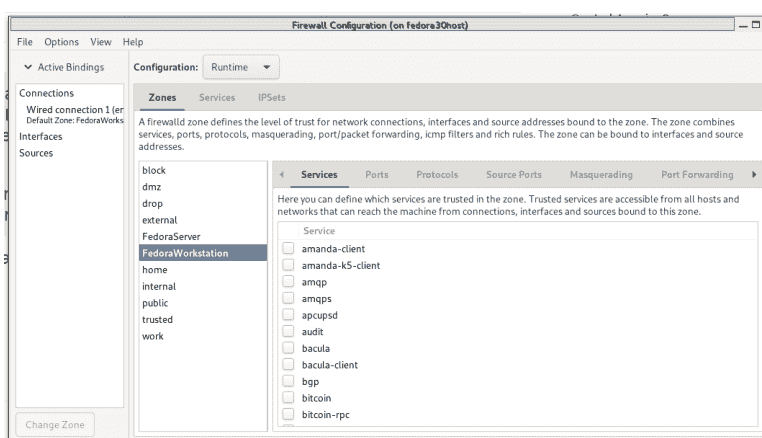 Firewall Configuration (on fedora30host)
File Options View Help
Active Bindings
Configuration: Runtime
Connections
Wired connection 1 (er
Default Zone: FedoraWorks
Interfaces
Sources
Change Zone
Zones Services IPSets
A firewalld zone defines the level of trust for network connections, interfaces and source addresses bound to the zone. The zone combines
services, ports, protocols, masquerading, port/packet forwarding, icmp filters and rich rules. The zone can be bound to interfaces and source
addresses.
block
dmz
drop
external
FedoraServer
FedoraWorkstation
home
internal
public
trusted
work
Services Ports Protocols Source Ports Masquerading Port Forwarding
Here you can define which services are trusted in the zone. Trusted services are accessible from all hosts and
networks that can reach the machine from connections, interfaces and sources bound to this zone.
Service
amanda-client
amanda-k5-client
amqp
amqps
apcupsd
audit
bacula
bacula-client
bgp
bitcoin
bitcoin-rpc